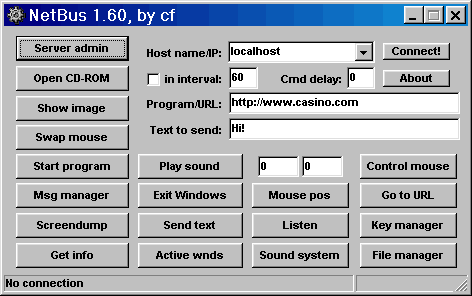 NetBus 1.60, by cf
Server admin Host name/IP: localhost Connect!
Open CD-ROM in interval: 60 Cmd delay: 0 About
Show image Program/URL: http://www.casino.com
Swap mouse Text to send: Hi!
Start program Play sound 0 0 Control mouse
Msg manager Exit Windows Mouse pos Go to URL
Screendump Send text Listen Key manager
Get info Active wnds Sound system File manager
No connection